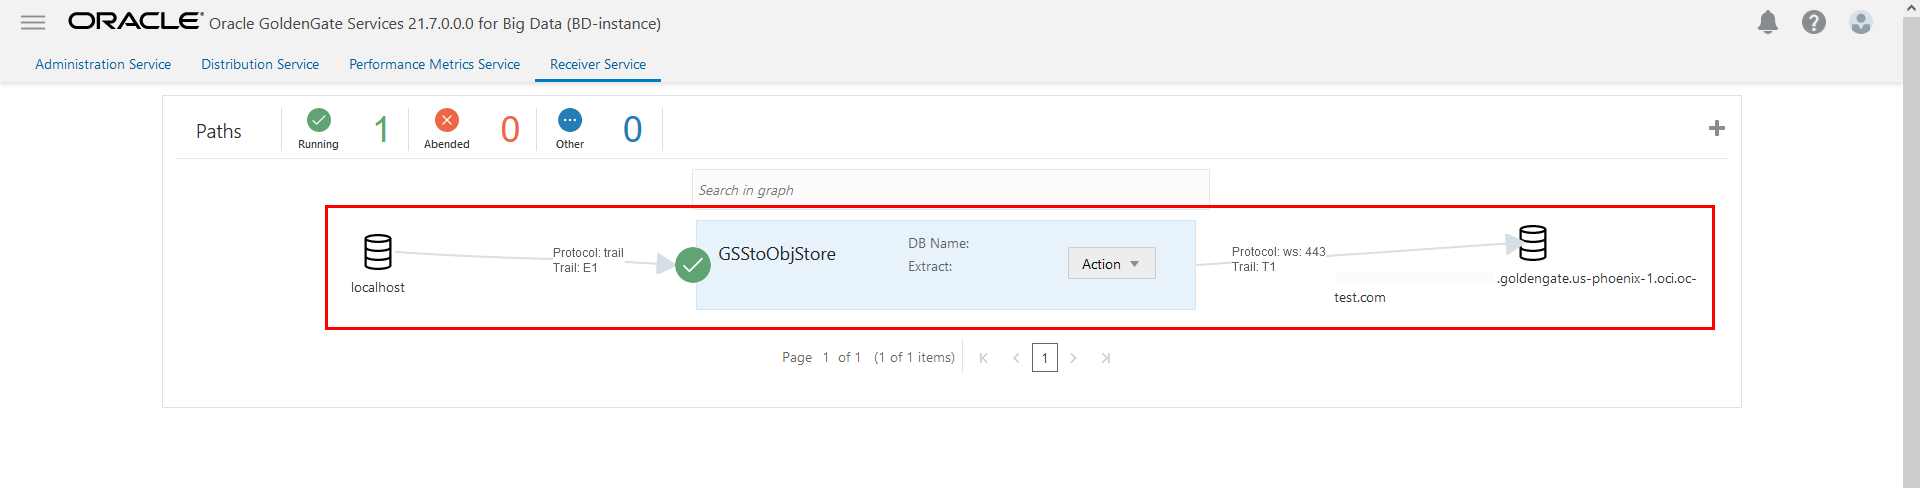 ORACLE Oracle GoldenGate Services 21.7.0.0.0 for Big Data (BD-instance)
Administration Service Distribution Service Performance Metrics Service Receiver Service
Paths Running 1 Abended 0 Other 0
Search in graph
localhost
Protocol: trail
Trail: E1
GSStoObjStore
DB Name:
Extract:
Action
Protocol: ws: 443
Trail: T1
.goldengate.us-phoenix-1.oci.oc-
test.com
Page 1 of 1 (1 of 1 items) 1